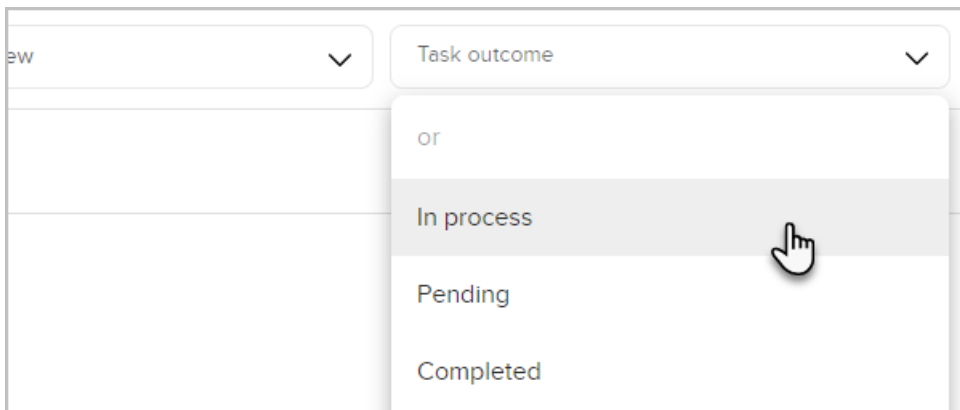 ew
Task outcome
or
In process
Pending
Completed